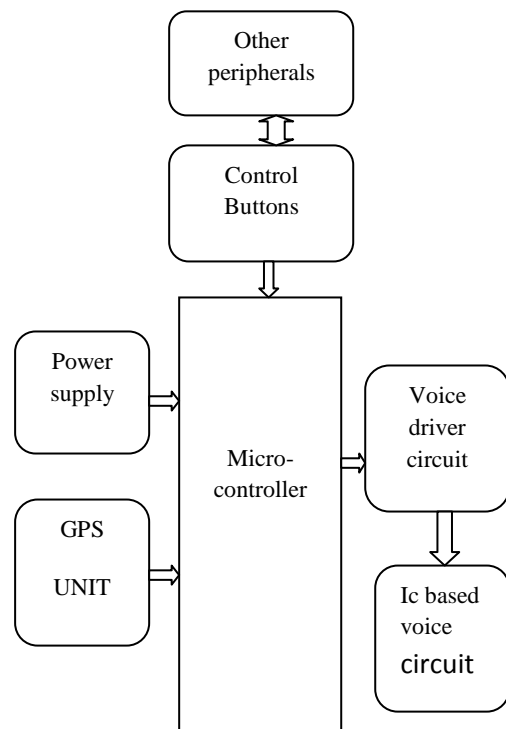 Other
peripherals
Control
Buttons
Power
supply
Micro-
controller
Voice
driver
circuit
GPS
UNIT
Ic based
voice
circuit